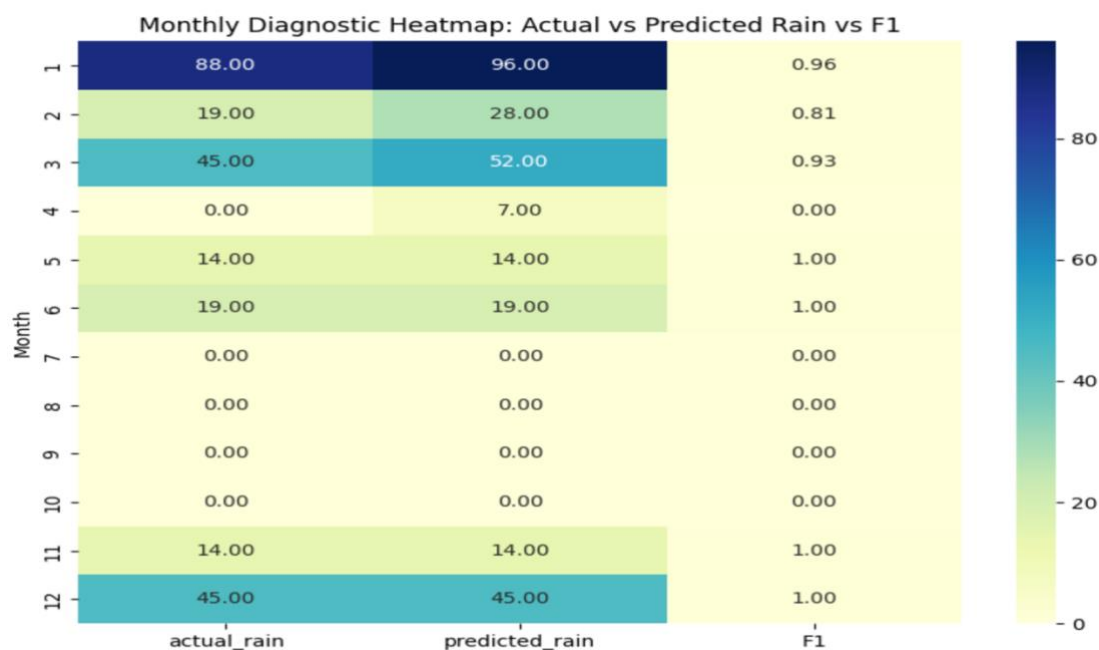 Monthly Diagnostic Heatmap: Actual vs Predicted Rain vs F1
1 88.00 96.00 0.96
2 19.00 28.00 0.81
80
3 45.00 52.00 0.93
4 0.00 7.00 0.00
5 14.00 14.00 1.00
60
6 19.00 19.00 1.00
Month
7 0.00 0.00 0.00
40
8 0.00 0.00 0.00
9 0.00 0.00 0.00
10 0.00 0.00 0.00
20
11 14.00 14.00 1.00
12 45.00 45.00 1.00
0
actual_rain predicted_rain F1